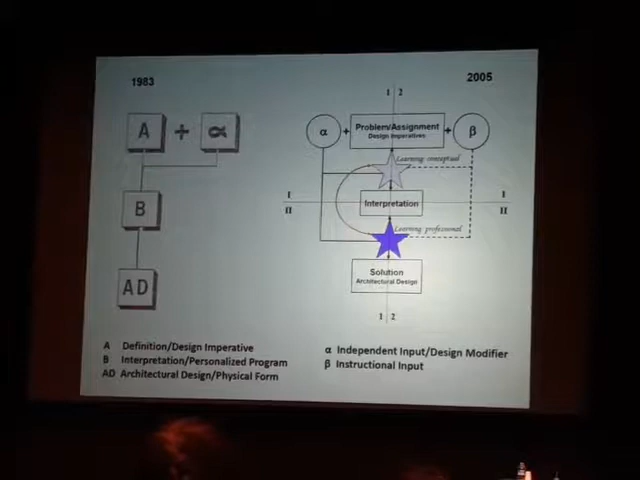 1983
2005
1 2
A + α
α + Problem/Assignment + β
Design Imperatives
Learning conceptual
B
I
II
Interpretation
I
II
Learning professional
AD
Solution
Architectural Design
1 2
A Definition/Design Imperative
B Interpretation/Personalized Program
AD Architectural Design/Physical Form
α Independent Input/Design Modifier
β Instructional Input